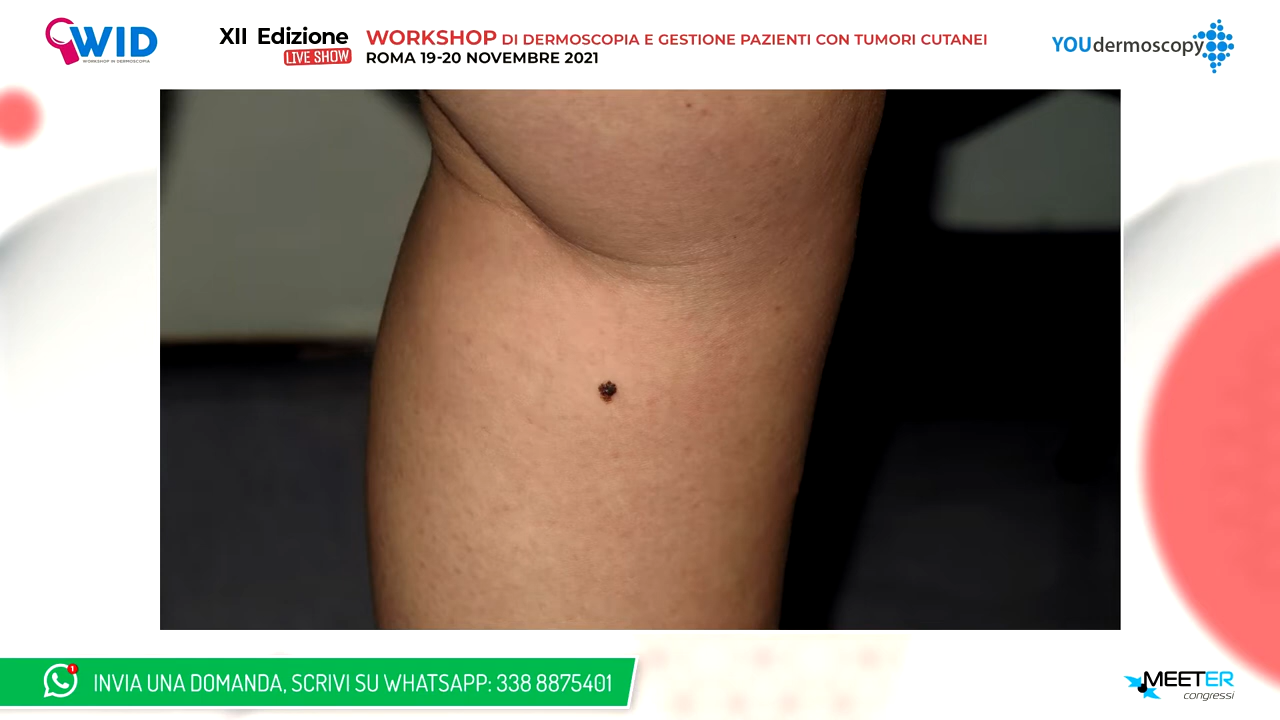 WID
WORKSHOP IN DERMOSCOPIA
XII Edizione
LIVE SHOW
WORKSHOP DI DERMOSCOPIA E GESTIONE PAZIENTI CON TUMORI CUTANEI
ROMA 19-20 NOVEMBRE 2021
YOUdermoscopy
1
INVIA UNA DOMANDA, SCRIVI SU WHATSAPP: 338 8875401
MEETER
congressi